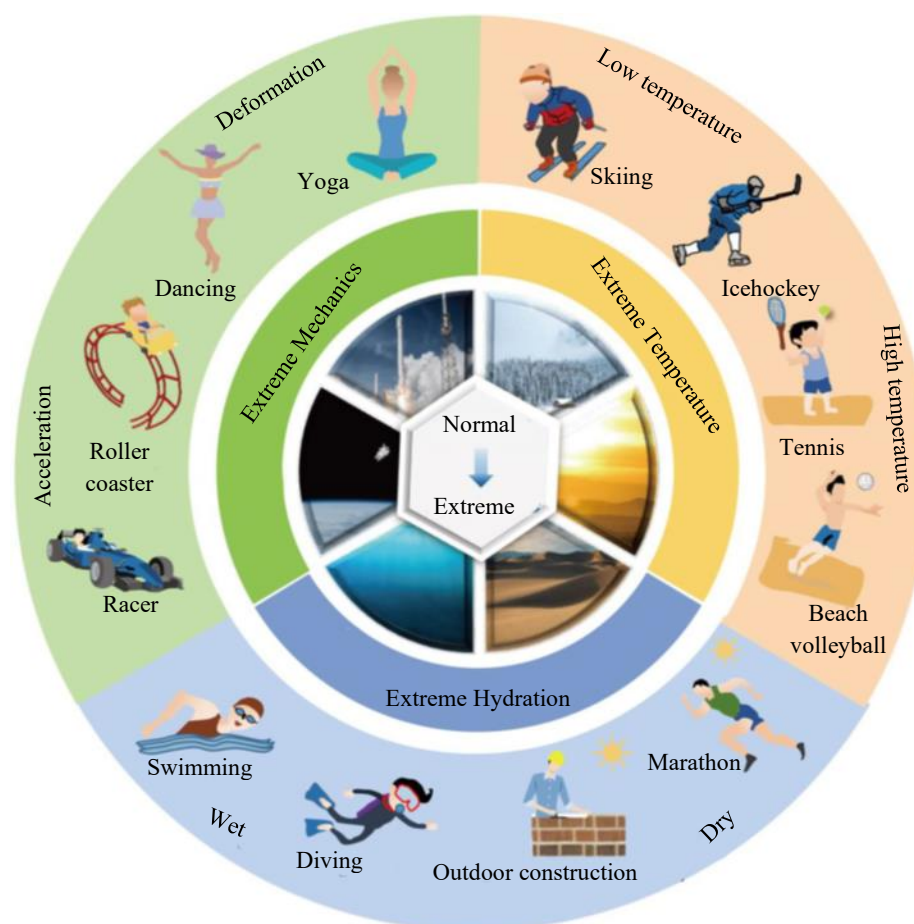 Deformation
Low temperature
Yoga
Skiing
Dancing
Icehockey
Extreme Mechanics
Extreme Temperature
High temperature
Acceleration
Normal
Tennis
Roller
coaster
Extreme
Racer
Beach
volleyball
Extreme Hydration
Swimming
Marathon
Wet
Dry
Diving
Outdoor construction